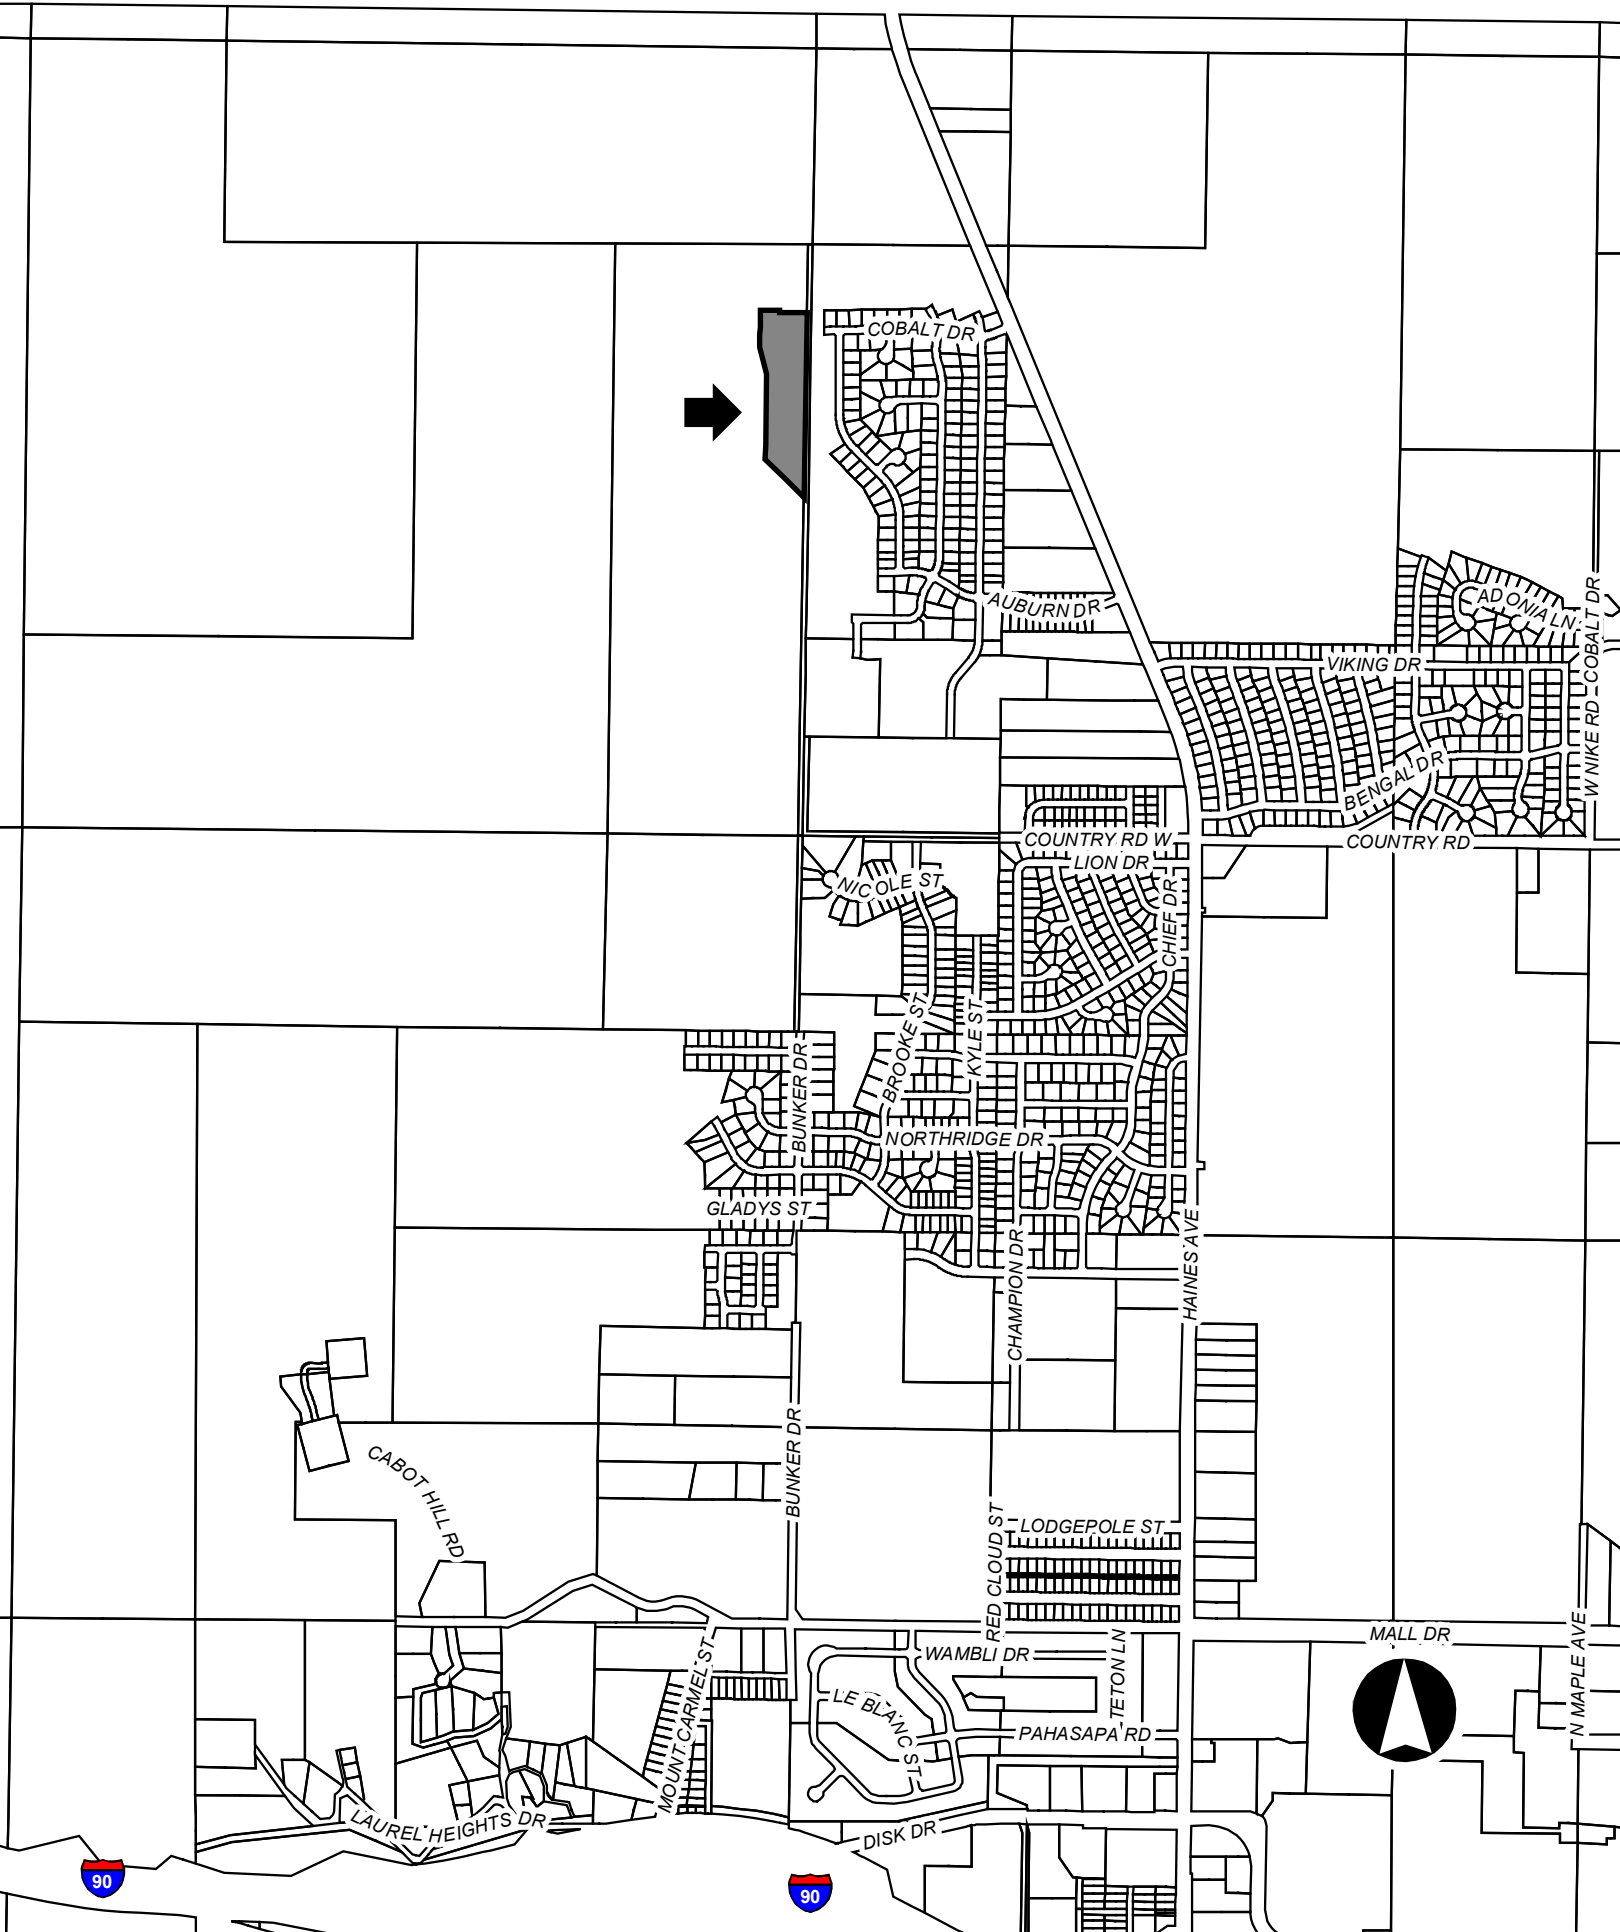 COBALT DR
AUBURN DR
ADONIA LN
W NIKE RD
COBALT DR
VIKING DR
BENGAL DR
COUNTRY RD W
COUNTRY RD
LION DR
NICOLE ST
CHIEF DR
BROOKE ST
KYLE ST
BUNKER DR
NORTHRIDGE DR
GLADYS ST
HAINES AVE
CHAMPION DR
BUNKER DR
CABOT HILL RD
RED CLOUD ST
LODGEPOLE ST
MALL DR
N MAPLE AVE
WAMBLI DR
TETON LN
MOUNT CARMEL ST
LE BLANC ST
PAHASAPA RD
LAUREL HEIGHTS DR
DISK DR
90
90